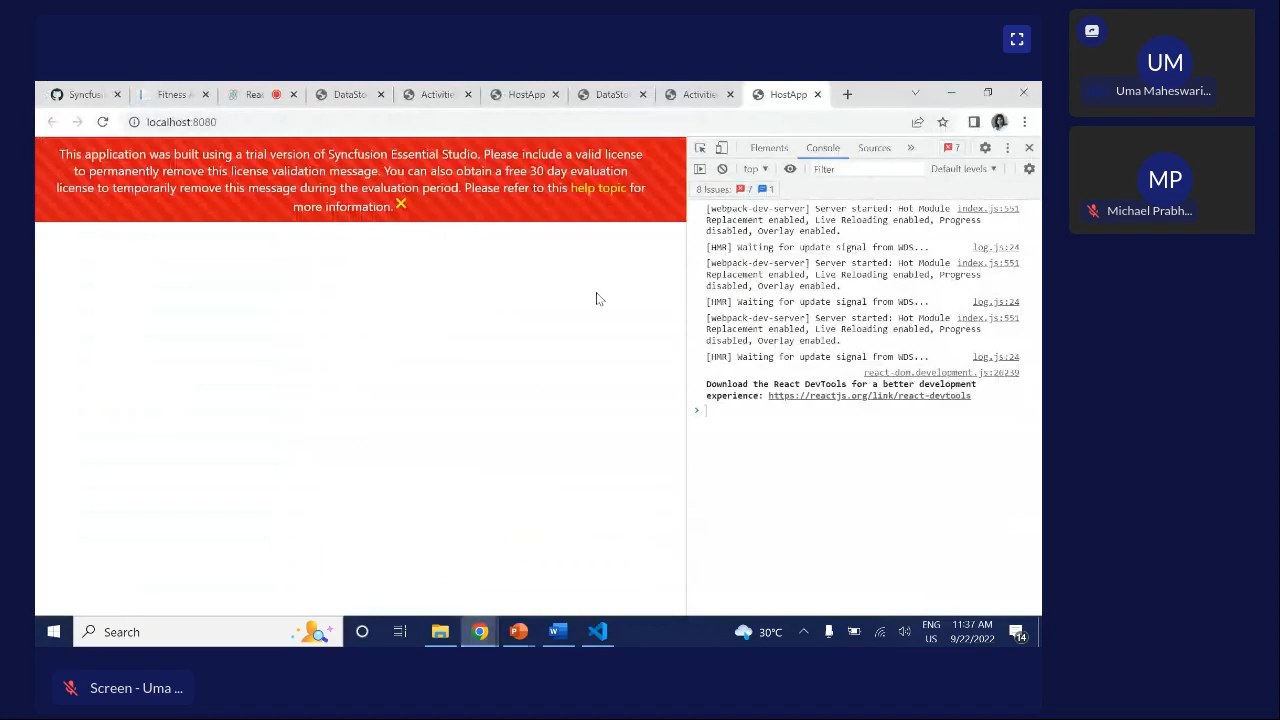 Syncfusi
Fitness A
Reac
DataSto
Activitie
HostApp
DataSto
Activitie
HostApp
localhost:8080
This application was built using a trial version of Syncfusion Essential Studio. Please include a valid license
to permanently remove this license validation message. You can also obtain a free 30 day evaluation
license to temporarily remove this message during the evaluation period. Please refer to this help topic for
more information. X
Elements Console Sources » 7
top Filter Default levels
8 Issues: 7 1
[webpack-dev-server] Server started: Hot Module index.js:551
Replacement enabled, Live Reloading enabled, Progress
disabled, Overlay enabled.
[HMR] Waiting for update signal from WDS... log.js:24
[webpack-dev-server] Server started: Hot Module index.js:551
Replacement enabled, Live Reloading enabled, Progress
disabled, Overlay enabled.
[HMR] Waiting for update signal from WDS... log.js:24
[webpack-dev-server] Server started: Hot Module index.js:551
Replacement enabled, Live Reloading enabled, Progress
disabled, Overlay enabled.
[HMR] Waiting for update signal from WDS... log.js:24
react-dom.development.js:26239
Download the React DevTools for a better development
experience: https://reactjs.org/link/react-devtools
Search
30°C
ENG
US
11:37 AM
9/22/2022
14
Screen - Uma ...
UM
Uma Maheswari...
MP
Michael Prabh...